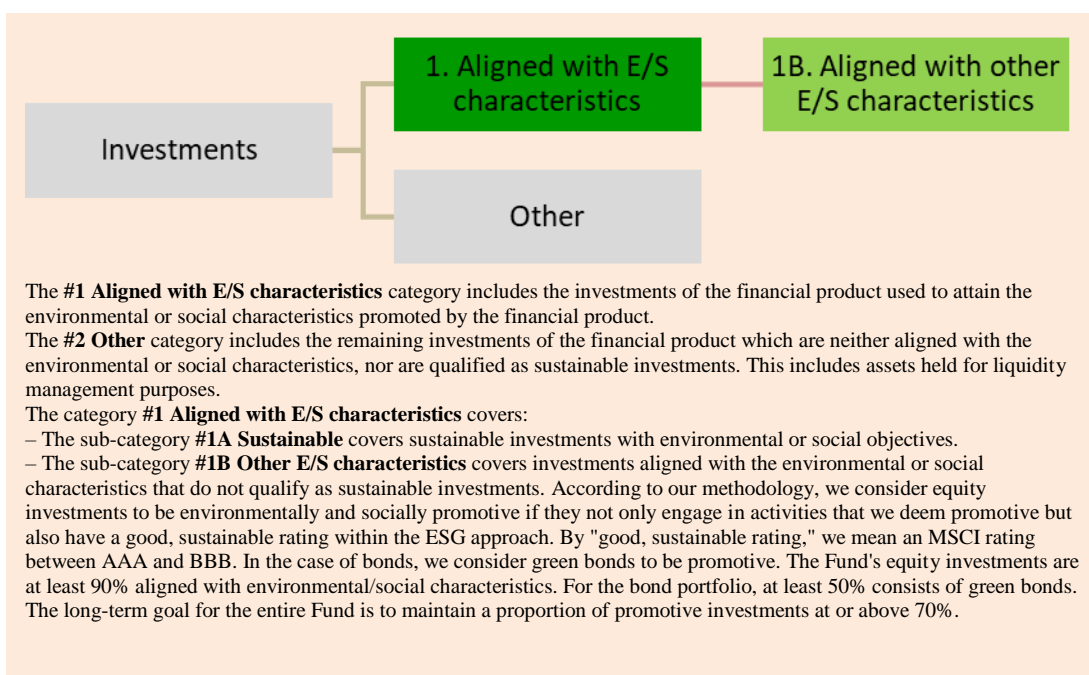 1. Aligned with E/S
characteristics
1B. Aligned with other
E/S characteristics
Investments
Other
The #1 Aligned with E/S characteristics category includes the investments of the financial product used to attain the
environmental or social characteristics promoted by the financial product.
The #2 Other category includes the remaining investments of the financial product which are neither aligned with the
environmental or social characteristics, nor are qualified as sustainable investments. This includes assets held for liquidity
management purposes.
The category #1 Aligned with E/S characteristics covers:
– The sub-category #1A Sustainable covers sustainable investments with environmental or social objectives.
– The sub-category #1B Other E/S characteristics covers investments aligned with the environmental or social
characteristics that do not qualify as sustainable investments. According to our methodology, we consider equity
investments to be environmentally and socially promotive if they not only engage in activities that we deem promotive but
also have a good, sustainable rating within the ESG approach. By "good, sustainable rating," we mean an MSCI rating
between AAA and BBB. In the case of bonds, we consider green bonds to be promotive. The Fund's equity investments are
at least 90% aligned with environmental/social characteristics. For the bond portfolio, at least 50% consists of green bonds.
The long-term goal for the entire Fund is to maintain a proportion of promotive investments at or above 70%.